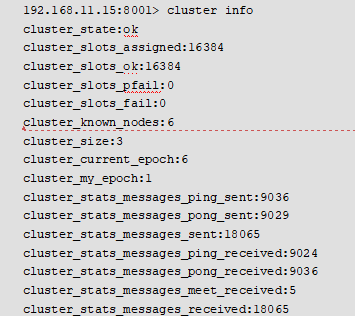 192.168.11.15:8001> cluster info
cluster_state:ok
cluster_slots_assigned:16384
cluster_slots_ok:16384
cluster_slots_pfail:0
cluster_slots_fail:0
cluster_known_nodes:6
cluster_size:3
cluster_current_epoch:6
cluster_my_epoch:1
cluster_stats_messages_ping_sent:9036
cluster_stats_messages_pong_sent:9029
cluster_stats_messages_sent:18065
cluster_stats_messages_ping_received:9024
cluster_stats_messages_pong_received:9036
cluster_stats_messages_meet_received:5
cluster_stats_messages_received:18065